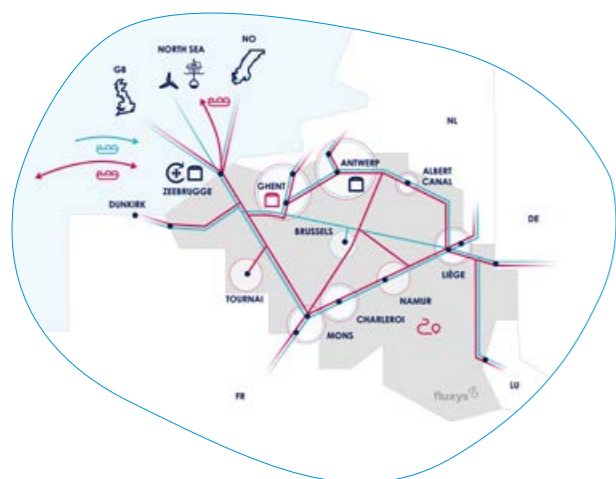 NORTH SEA
NO
GB
NL
ANTWERP
ALBERT
CANAL
GHENT
ZEEBRUGGE
DUNKIRK
BRUSSELS
DE
LIÈGE
TOURNAI
NAMUR
CHARLEROI
MONS
LU
FR
fluxys